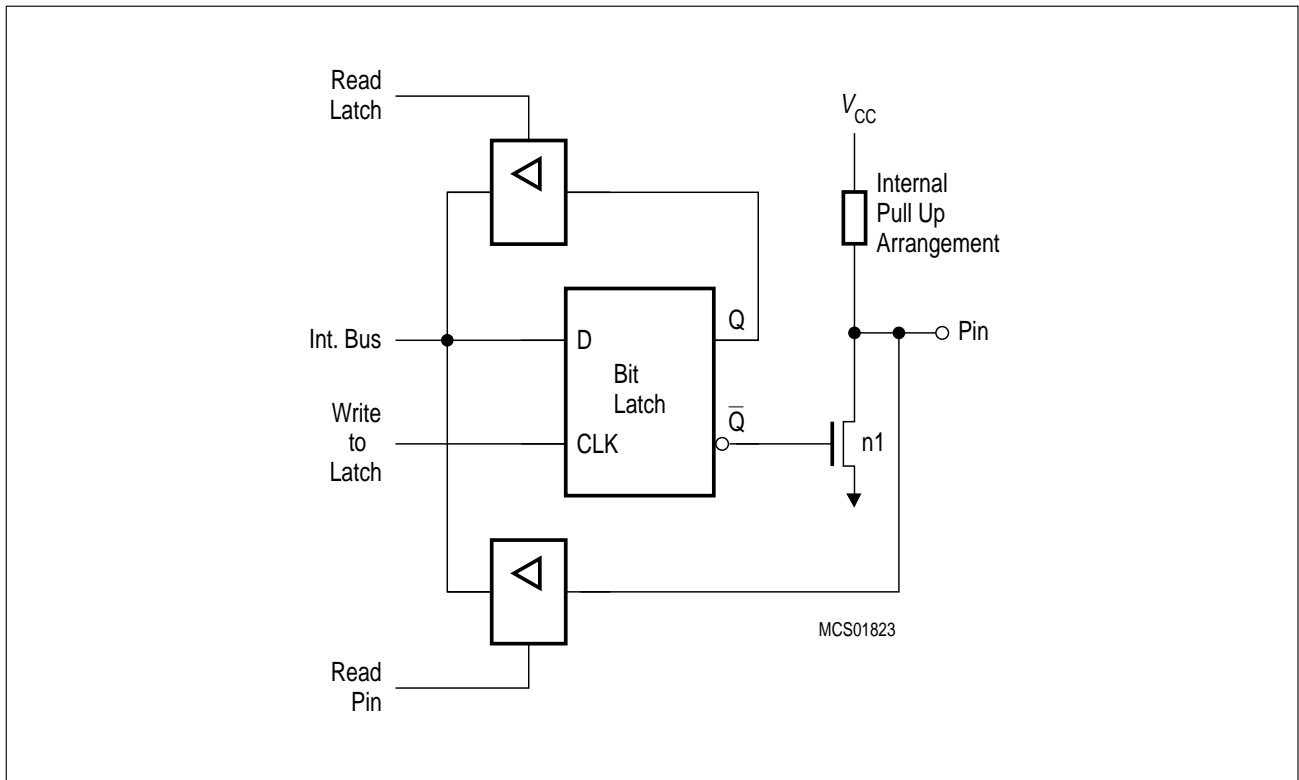 Read
Latch
V_CC
Internal
Pull Up
Arrangement
Q
Int. Bus
D
Pin
Bit
Latch
Q̅
Write
to
Latch
CLK
n1
MCS01823
Read
Pin